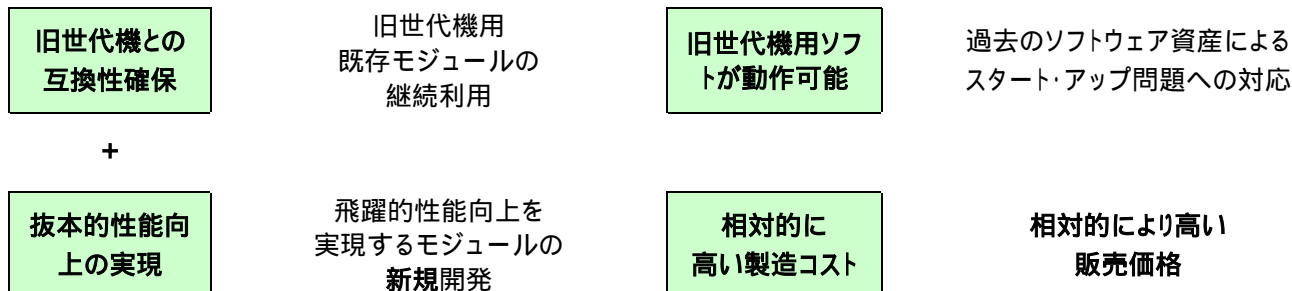 旧世代機との
互換性確保
旧世代機用
既存モジュールの
継続利用
旧世代機用ソフ
トが動作可能
過去のソフトウェア資産による
スタート・アップ問題への対応
+
抜本的性能向
上の実現
飛躍的性能向上を
実現するモジュールの
新規開発
相対的に
高い製造コスト
相対的により高い
販売価格